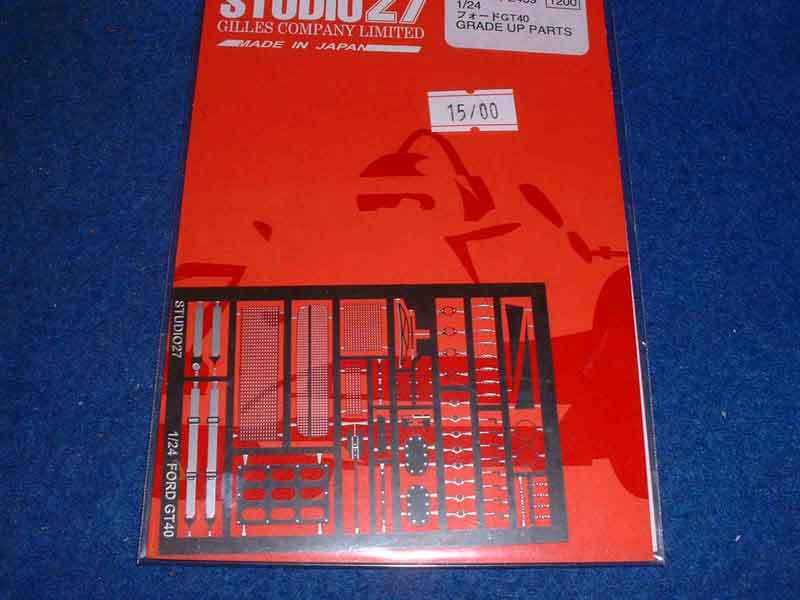 STUDIO27
GILLES COMPANY LIMITED
MADE IN JAPAN
1200
1/24
フォードGT40
GRADE UP PARTS
15/00
STUDIO27
1/24 FORD GT40